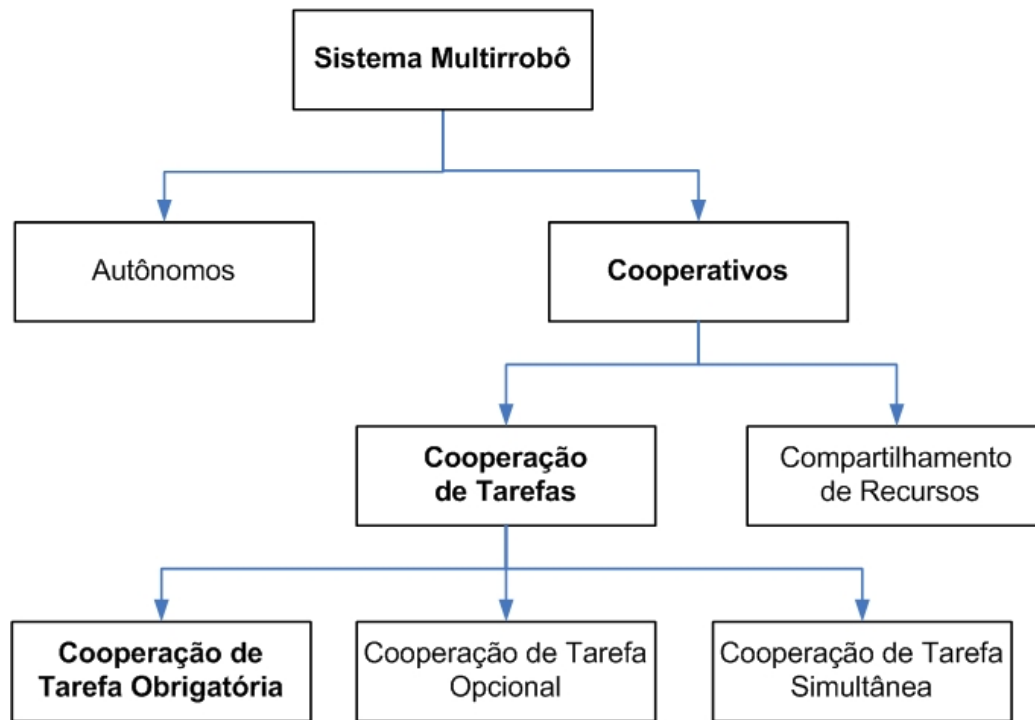 Sistema Multirrobô
Autônomos
Cooperativos
Cooperação
de Tarefas
Compartilhamento
de Recursos
Cooperação de
Tarefa Obrigatória
Cooperação de Tarefa
Opcional
Cooperação de Tarefa
Simultânea